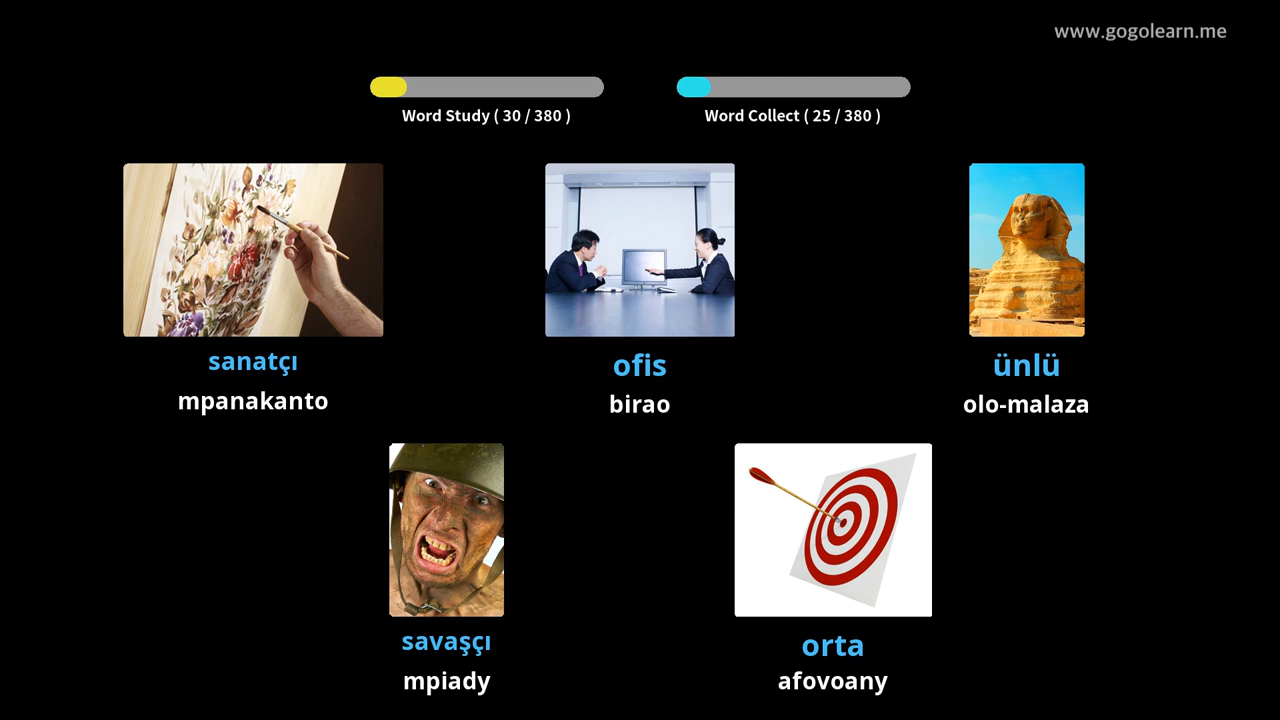 www.gogolearn.me
Word Study ( 30 / 380 )
Word Collect ( 25 / 380 )
sanatçı
mpanakanto
ofis
birao
ünlü
olo-malaza
savaşçı
mpiady
orta
afovoany